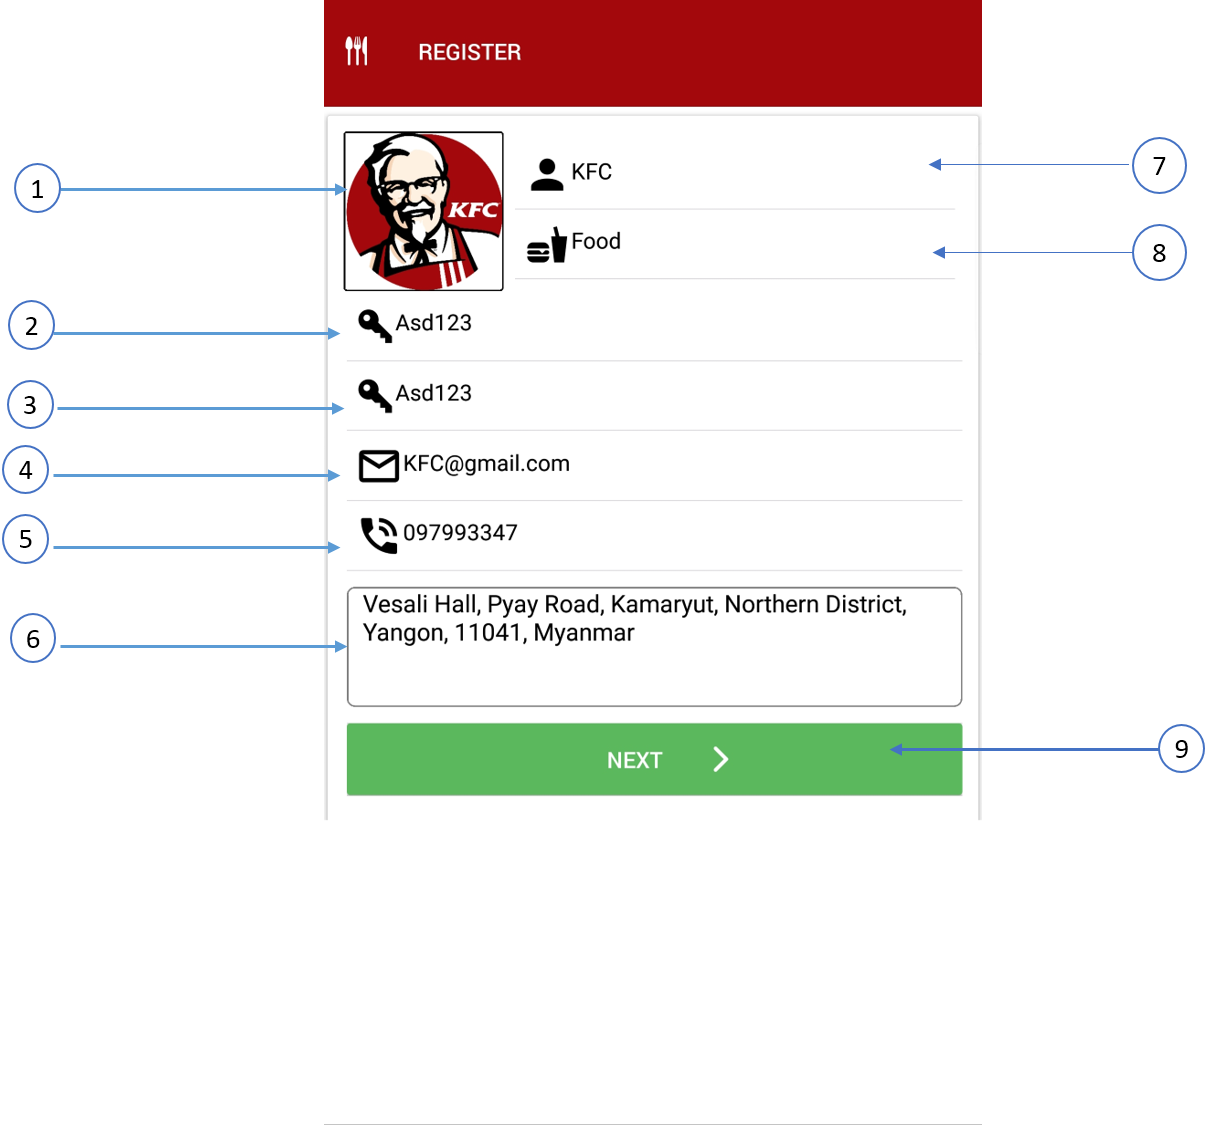 REGISTER
1
KFC
KFC
7
Food
8
2
Asd123
3
Asd123
4
KFC@gmail.com
5
097993347
6
Vesali Hall, Pyay Road, Kamaryut, Northern District,
Yangon, 11041, Myanmar
NEXT
9